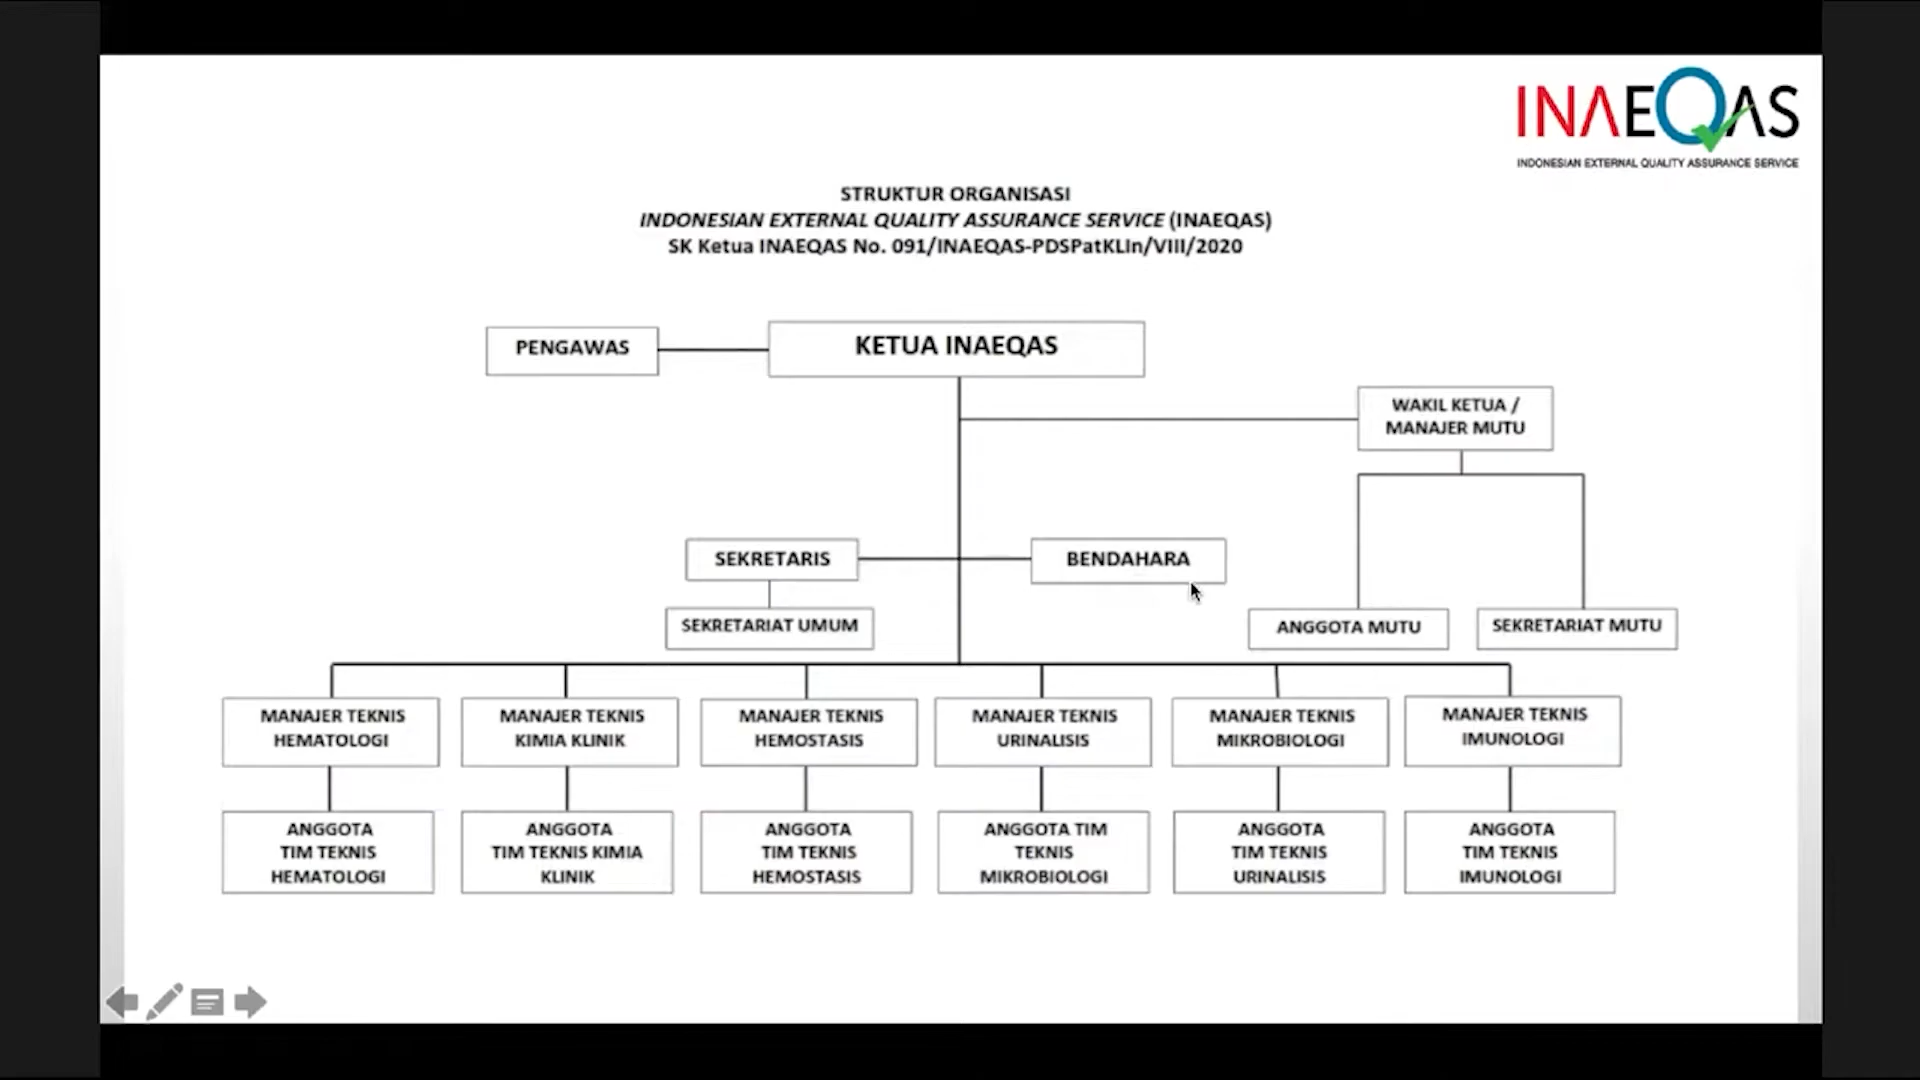 INAEQAS
INDONESIAN EXTERNAL QUALITY ASSURANCE SERVICE
STRUKTUR ORGANISASI
INDONESIAN EXTERNAL QUALITY ASSURANCE SERVICE (INAEQAS)
SK Ketua INAEQAS No. 091/INAEQAS-PDSPatKLIn/VIII/2020
PENGAWAS
KETUA INAEQAS
WAKIL KETUA /
MANAJER MUTU
SEKRETARIS
BENDAHARA
SEKRETARIAT UMUM
ANGGOTA MUTU
SEKRETARIAT MUTU
MANAJER TEKNIS
HEMATOLOGI
MANAJER TEKNIS
KIMIA KLINIK
MANAJER TEKNIS
HEMOSTASIS
MANAJER TEKNIS
URINALISIS
MANAJER TEKNIS
MIKROBIOLOGI
MANAJER TEKNIS
IMUNOLOGI
ANGGOTA
TIM TEKNIS
HEMATOLOGI
ANGGOTA
TIM TEKNIS KIMIA
KLINIK
ANGGOTA
TIM TEKNIS
HEMOSTASIS
ANGGOTA TIM
TEKNIS
MIKROBIOLOGI
ANGGOTA
TIM TEKNIS
URINALISIS
ANGGOTA
TIM TEKNIS
IMUNOLOGI